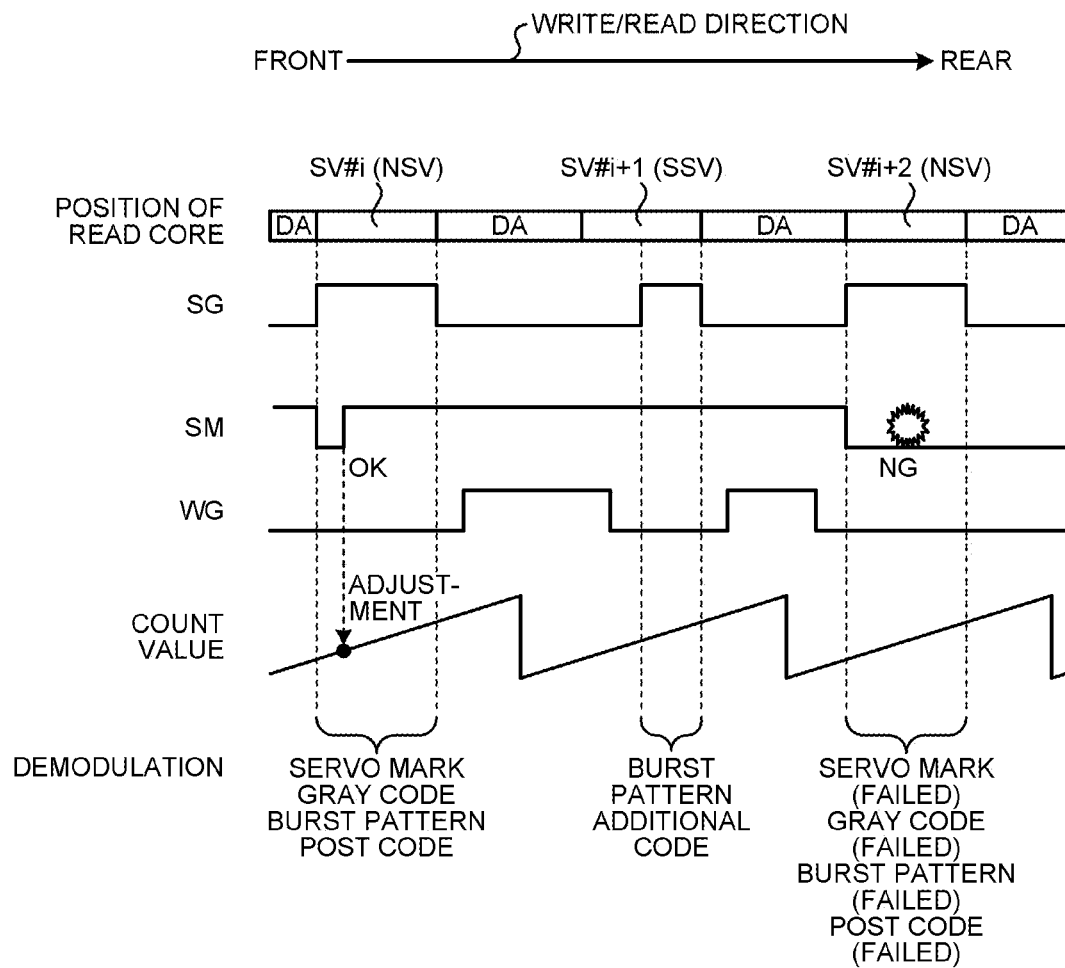 WRITE/READ DIRECTION
FRONT
REAR
SV#i (NSV)
SV#i+1 (SSV)
SV#i+2 (NSV)
POSITION OF
READ CORE
DA
DA
DA
DA
SG
SM
OK
NG
WG
ADJUST-
MENT
COUNT
VALUE
DEMODULATION
SERVO MARK
GRAY CODE
BURST PATTERN
POST CODE
BURST
PATTERN
ADDITIONAL
CODE
SERVO MARK
(FAILED)
GRAY CODE
(FAILED)
BURST PATTERN
(FAILED)
POST CODE
(FAILED)